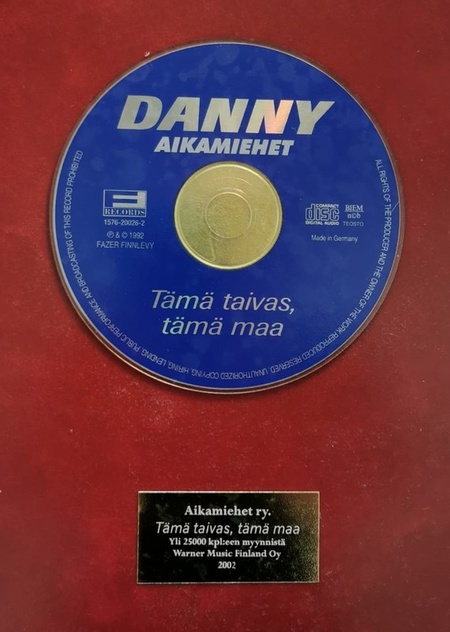 DANNY
AIKAMIEHET
F
RECORDS
1576-20026-2
℗ & © 1992
FAZER FINNLEVY
COMPACT
disc
DIGITAL AUDIO
BIEM
n©b
TEOSTO
Made in Germany
Tämä taivas,
tämä maa
ALL RIGHTS OF THE PRODUCER AND THE OWNER OF THE WORK REPRODUCED RESERVED. UNAUTHORIZED COPYING, HIRING, LENDING, PUBLIC PERFORMANCE AND BROADCASTING OF THIS RECORD PROHIBITED
Aikamiehet ry.
Tämä taivas, tämä maa
Yli 25000 kpl:een myynnistä
Warner Music Finland Oy
2002